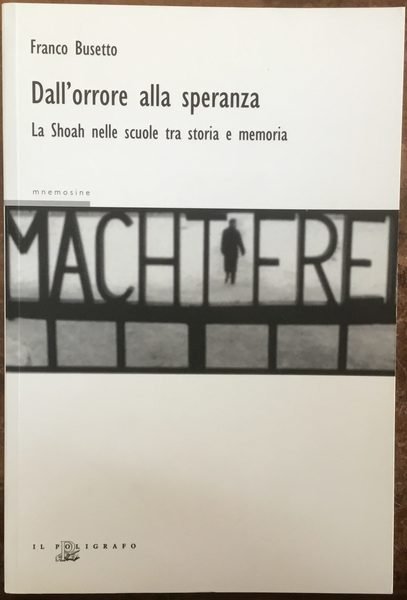 Franco Busetto
Dall'orrore alla speranza
La Shoah nelle scuole tra storia e memoria
mnemosine
MACHT FREI
IL POLIGRAFO